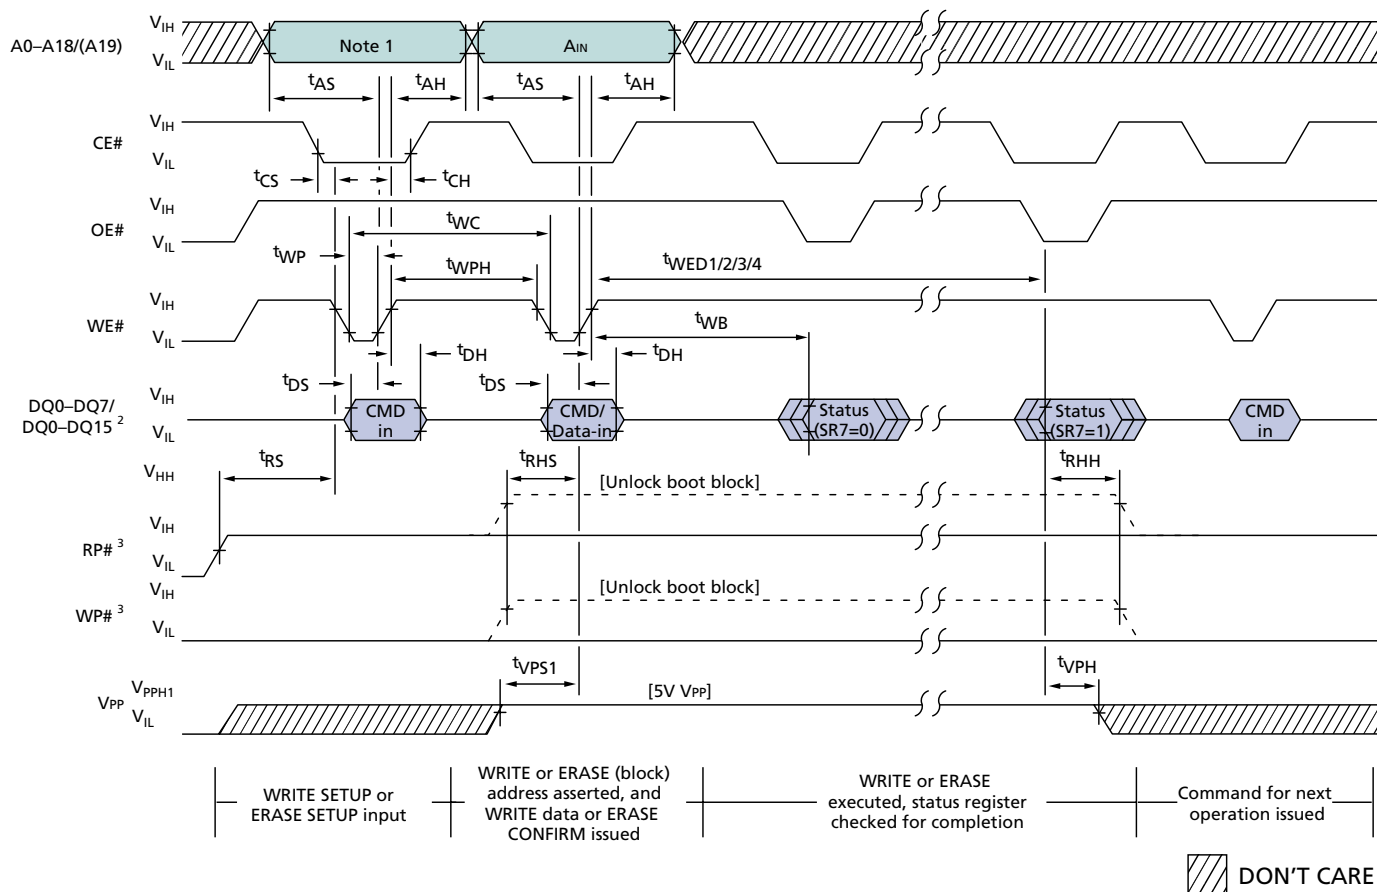 VIH
A0–A18/(A19)
Note 1
AIN
VIL
tAS
tAH
tAS
tAH
VIH
CE#
VIL
tCS
tCH
VIH
OE#
VIL
tWC
tWP
tWPH
tWED1/2/3/4
VIH
WE#
VIL
tWB
tDH
tDH
tDS
tDS
VIH
DQ0–DQ7/
DQ0–DQ15 2
VIL
CMD
in
CMD/
Data-in
Status
(SR7=0)
Status
(SR7=1)
CMD
in
VHH
tRS
tRHS
[Unlock boot block]
tRHH
VIH
RP# 3
VIL
VIH
[Unlock boot block]
WP# 3
VIL
tVPS1
tVPH
VPPH1
[5V VPP]
VPP
VIL
WRITE SETUP or
ERASE SETUP input
WRITE or ERASE (block)
address asserted, and
WRITE data or ERASE
CONFIRM issued
WRITE or ERASE
executed, status register
checked for completion
Command for next
operation issued
DON'T CARE